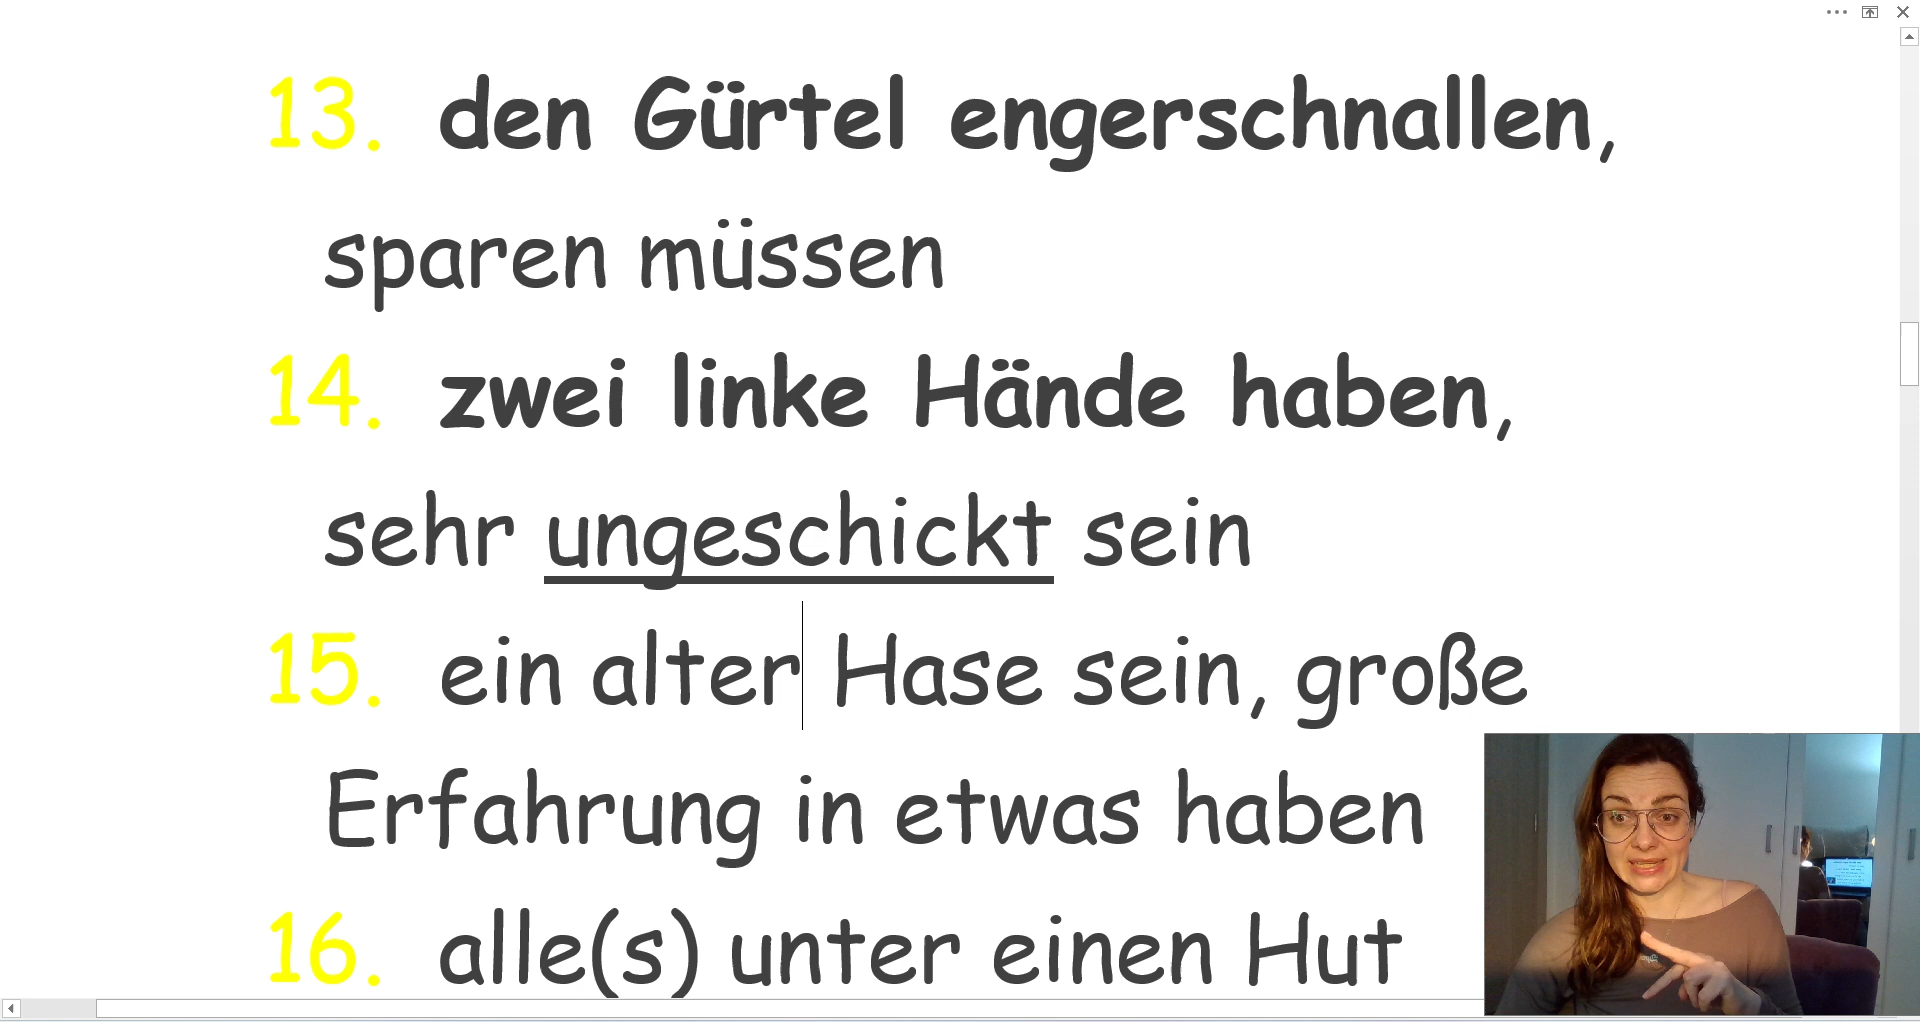 13. den Gürtel engerschnallen,
sparen müssen
14. zwei linke Hände haben,
sehr ungeschickt sein
15. ein alter Hase sein, große
Erfahrung in etwas haben
16. alle(s) unter einen Hut